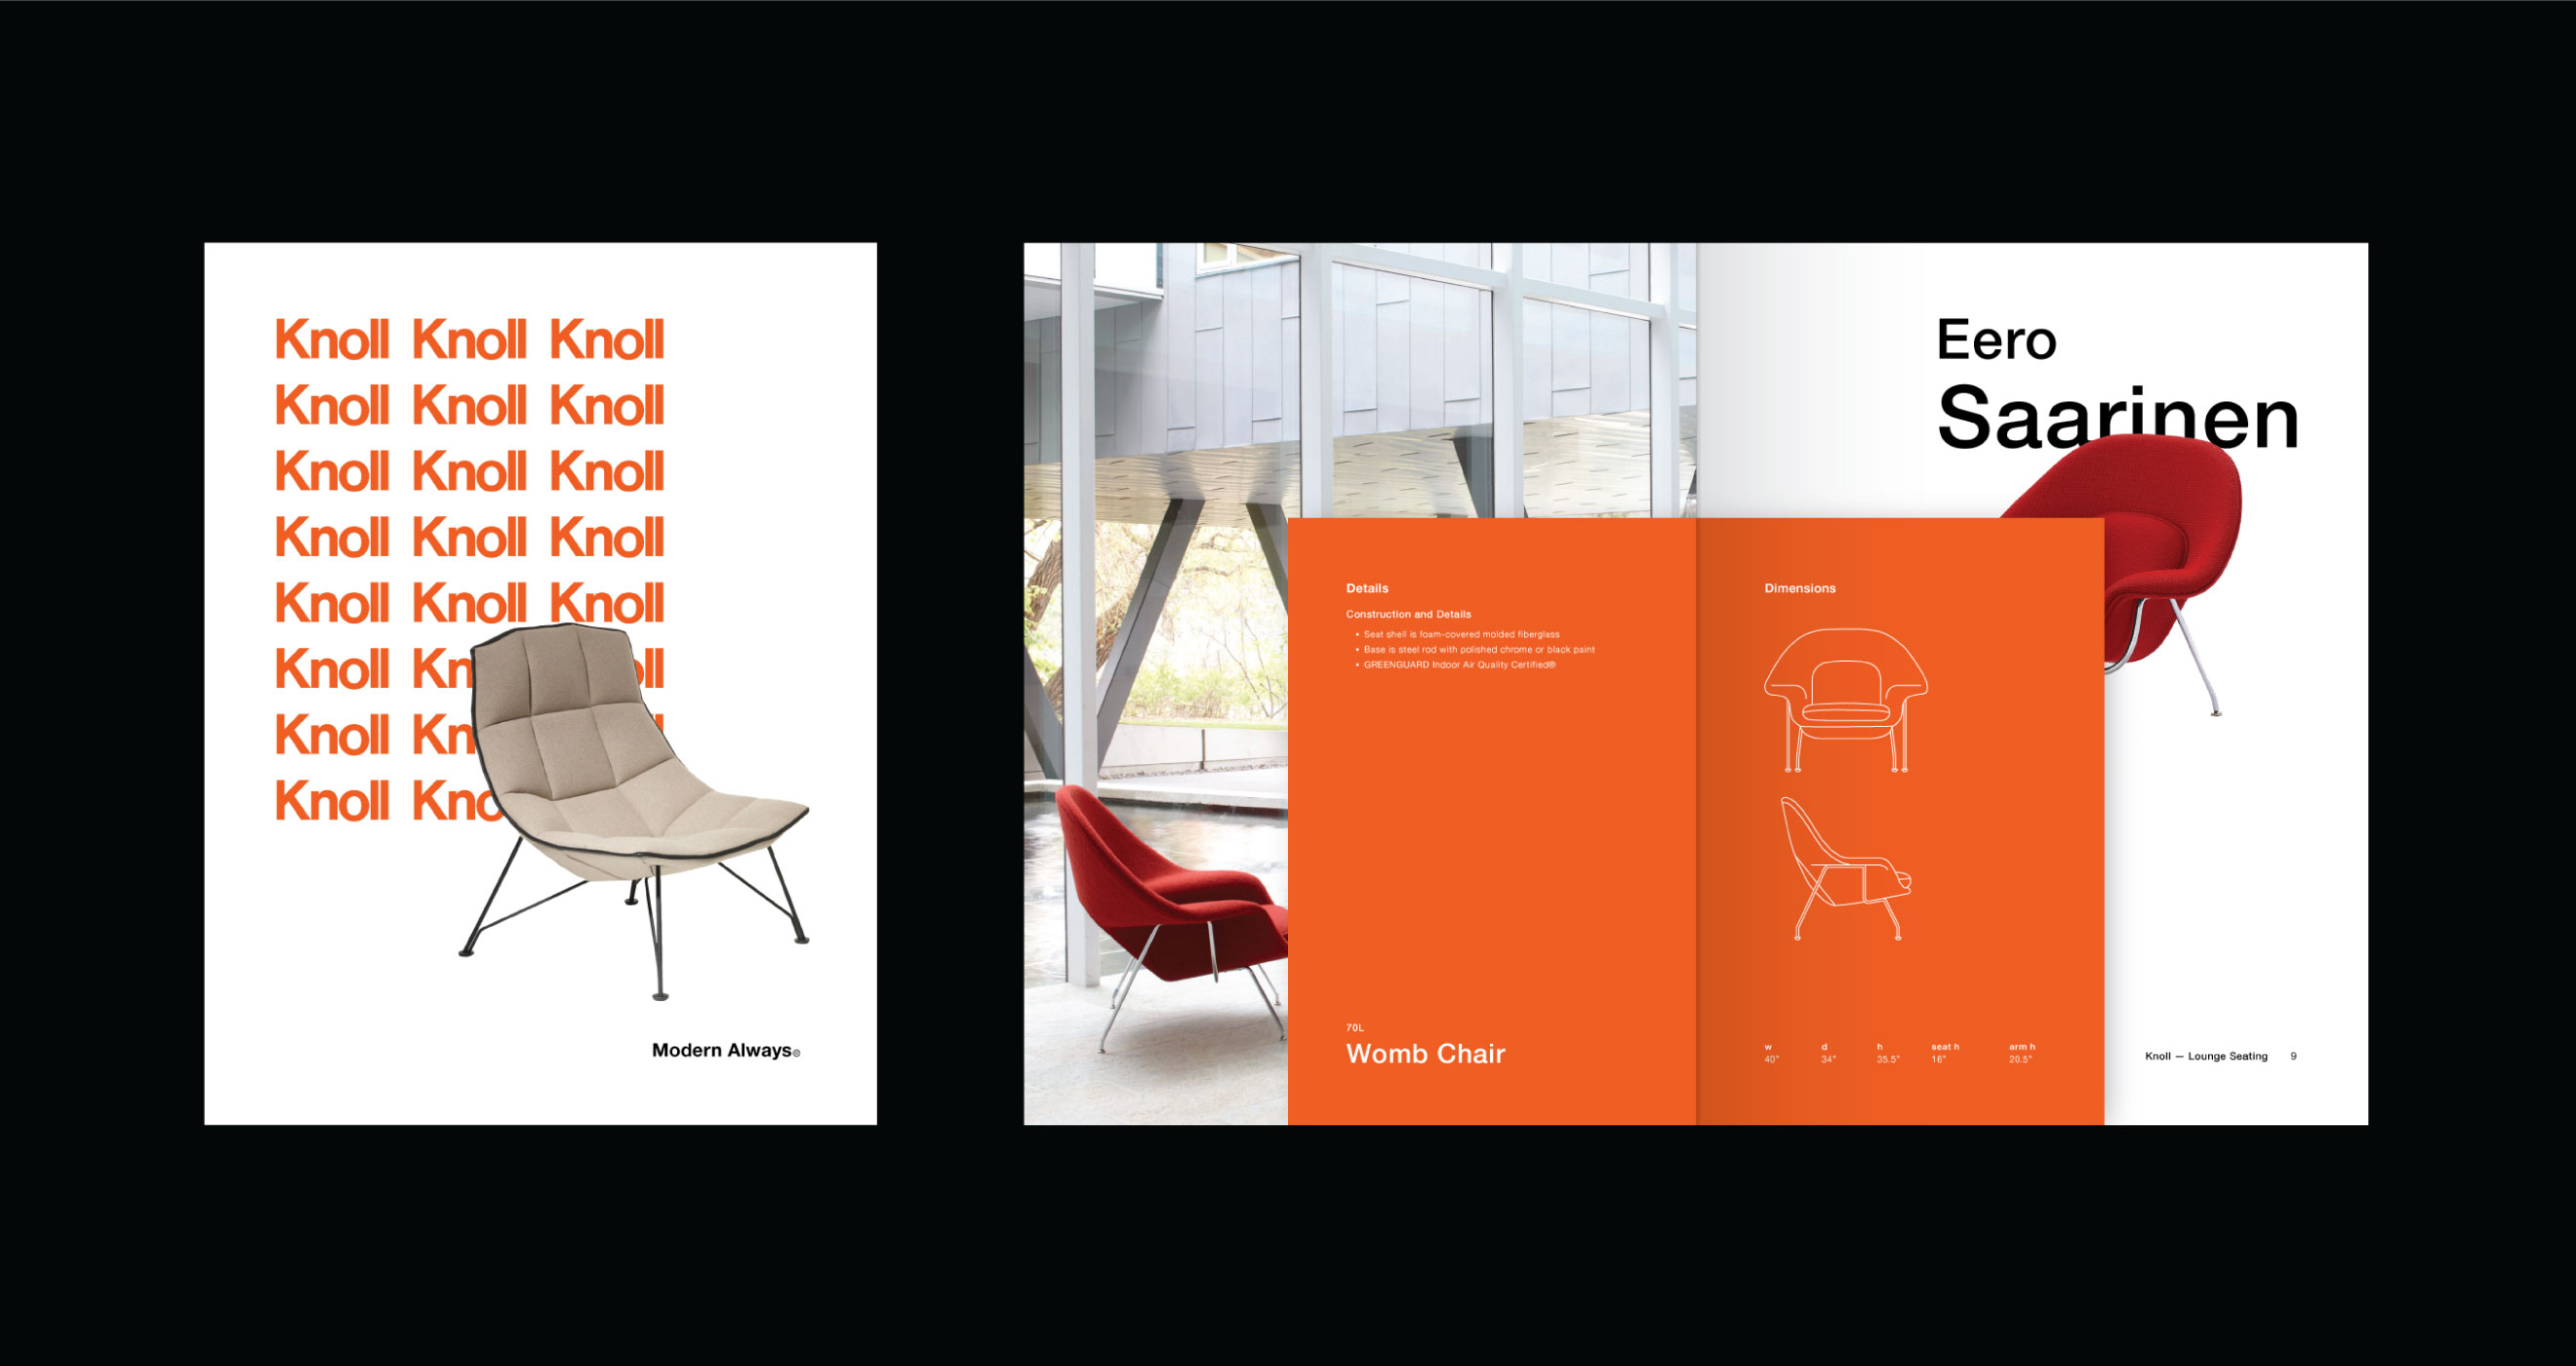 Knoll Knoll Knoll
Knoll Knoll Knoll
Knoll Knoll Knoll
Knoll Knoll Knoll
Knoll Knoll Knoll
Knoll Kn oll
Knoll Kn
Knoll Kno
Modern Always®
Eero
Saarinen
Details
Construction and Details
• Seat shell is foam-covered molded fiberglass
• Base is steel rod with polished chrome or black paint
• GREENGUARD Indoor Air Quality Certified®
70L
Womb Chair
Dimensions
w d h seat h arm h
40" 34" 35.5" 16" 20.5"
Knoll — Lounge Seating 9